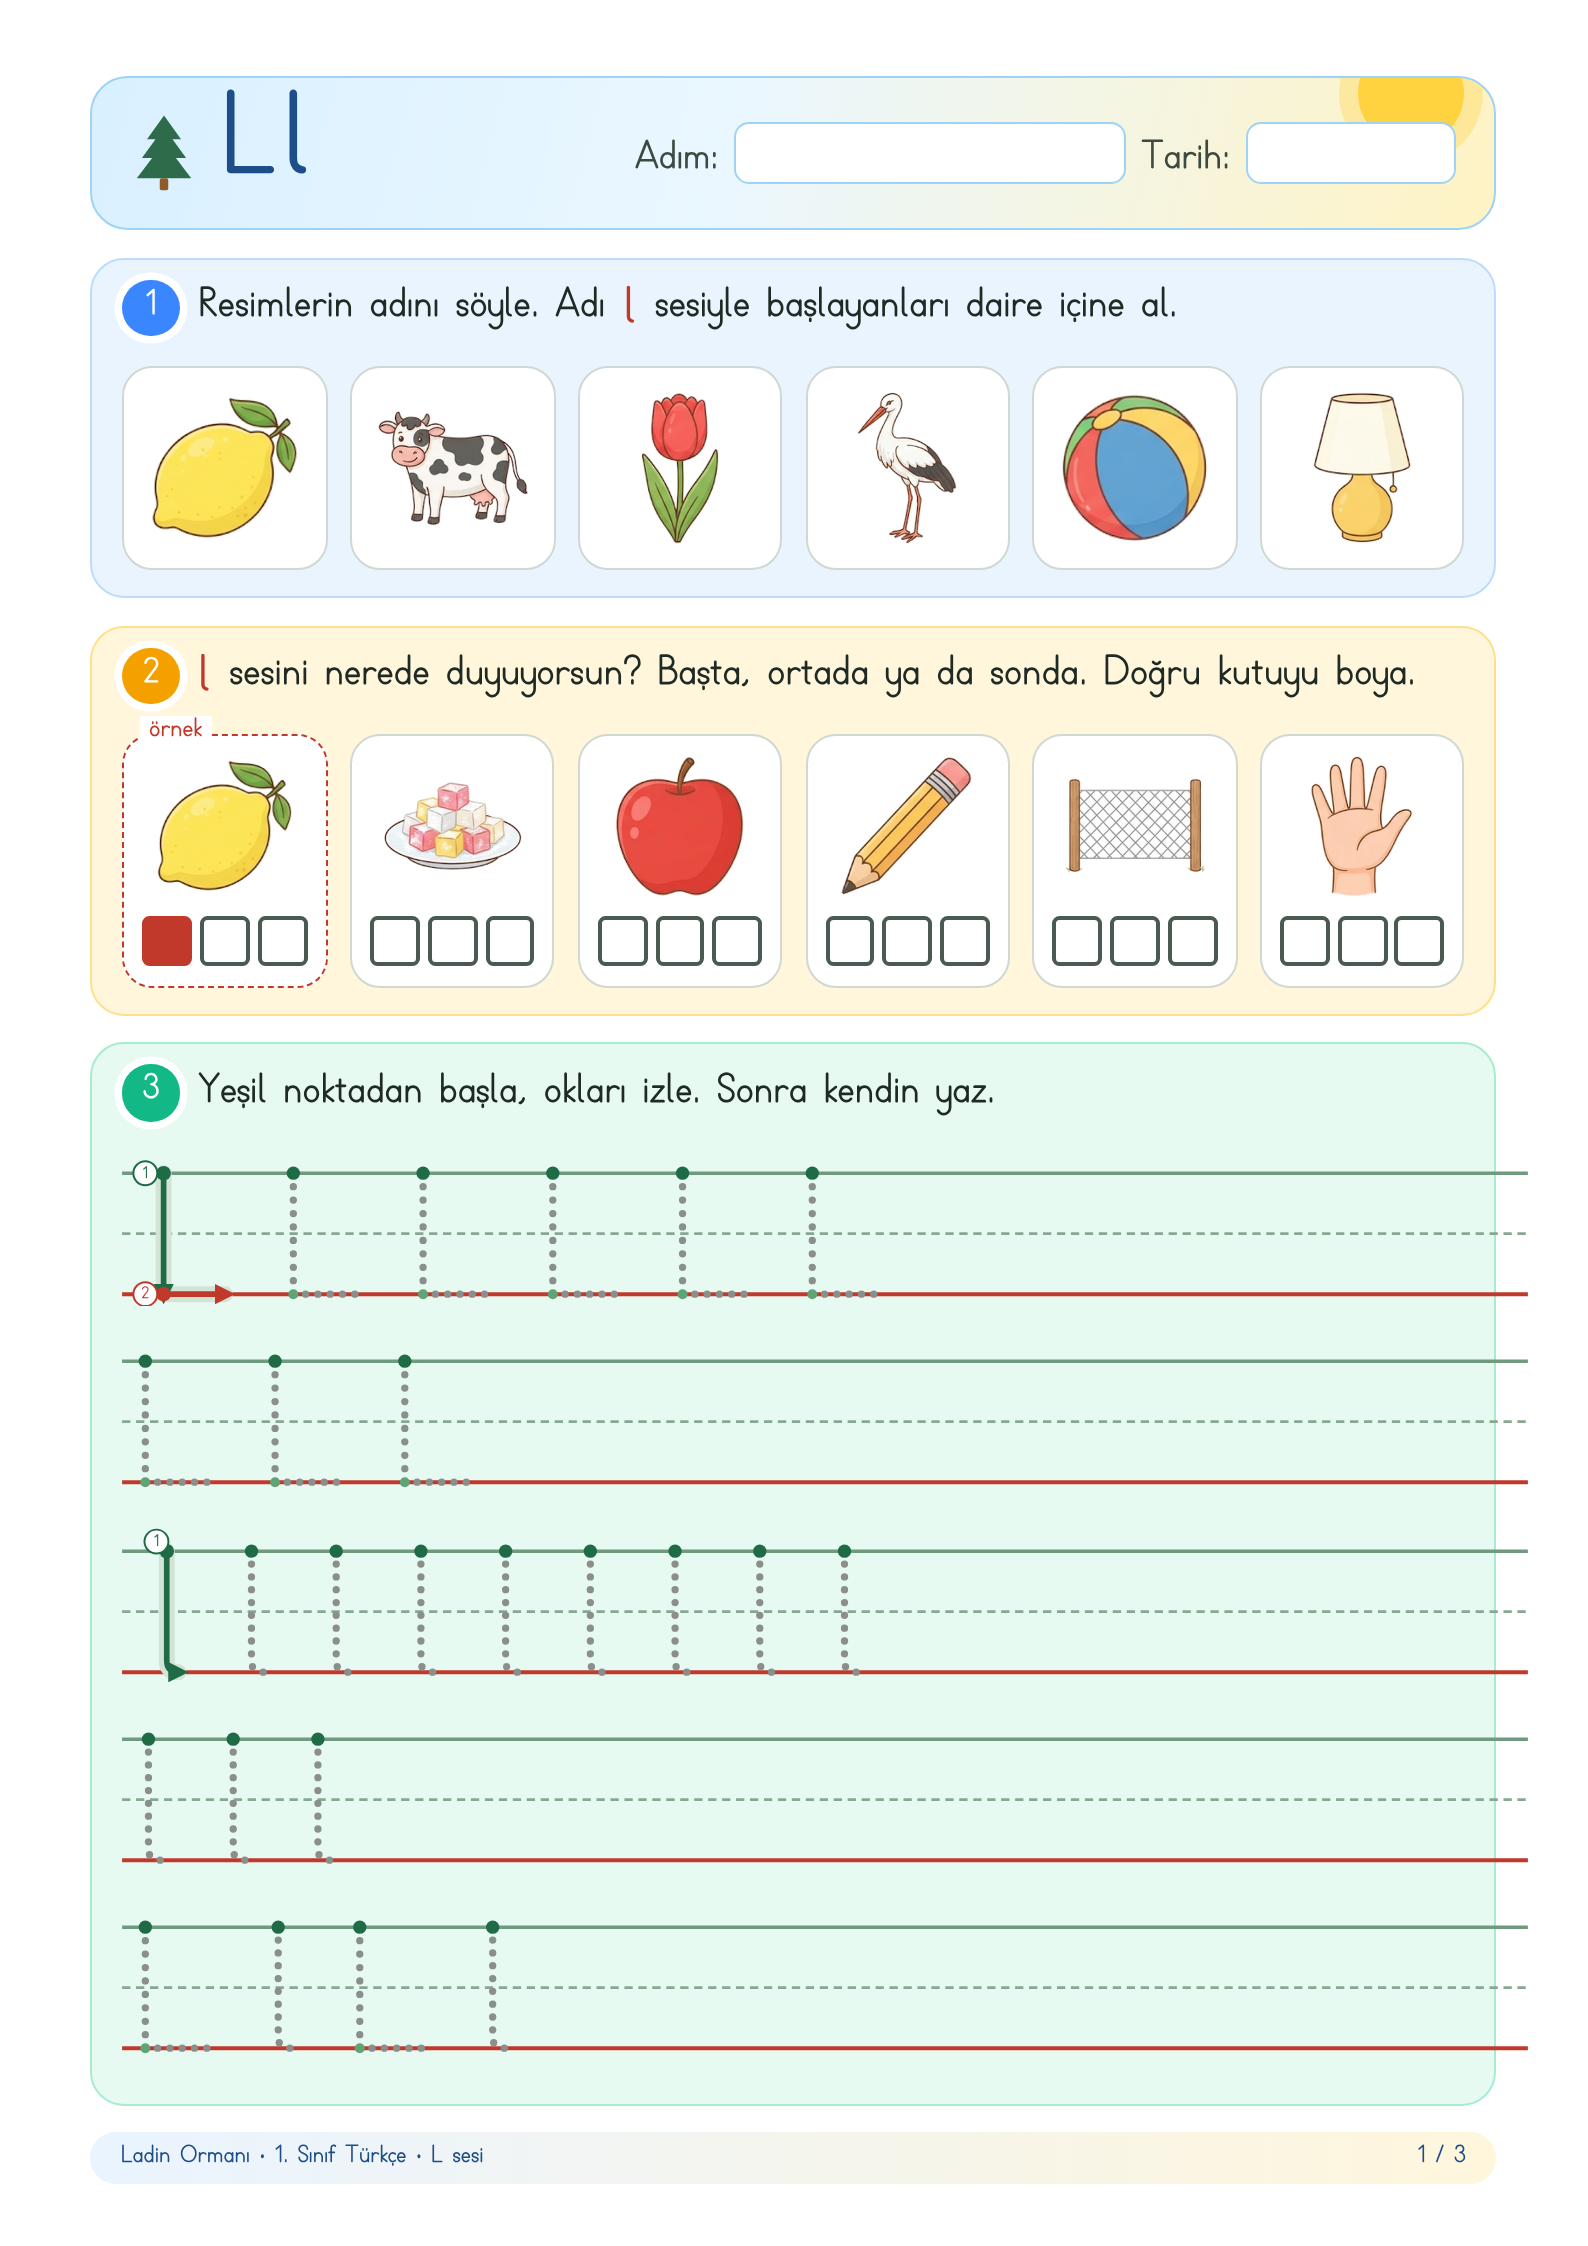 Ll
Adım: Tarih:
1 Resimlerin adını söyle. Adı l sesiyle başlayanları daire içine al.
2 l sesini nerede duyuyorsun? Başta, ortada ya da sonda. Doğru kutuyu boya.
örnek
3 Yeşil noktadan başla, okları izle. Sonra kendin yaz.
1
2
1
Ladin Ormanı • 1. Sınıf Türkçe • L sesi 1 / 3